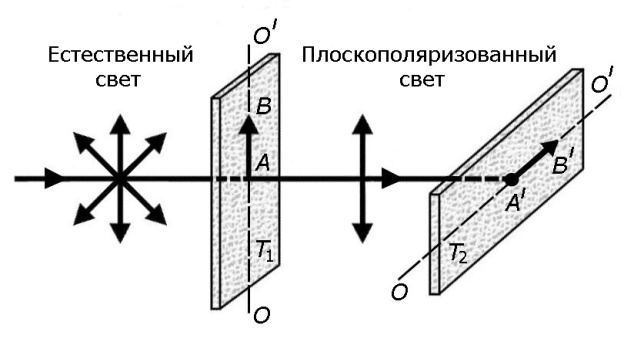 Естественный
свет
Плоскополяризованный
свет
O'
B
A
T1
O
O'
B'
A'
T2
O